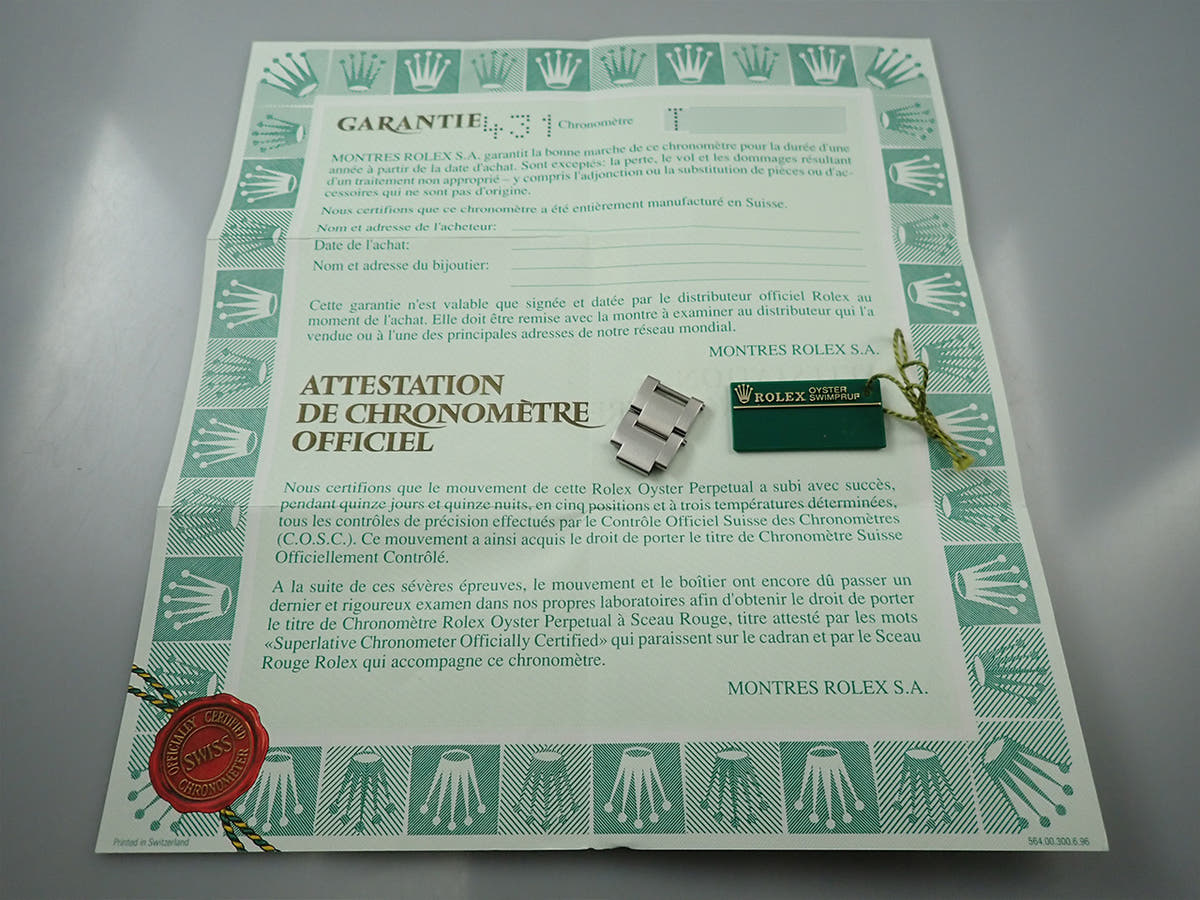 GARANTIE 431 Chronomètre T
MONTRES ROLEX S.A. garantit la bonne marche de ce chronomètre pour la durée d'une
année à partir de la date d'achat. Sont exceptés: la perte, le vol et les dommages résultant
d'un traitement non approprié – y compris l'adjonction ou la substitution de pièces ou d'ac-
cessoires qui ne sont pas d'origine.
Nous certifions que ce chronomètre a été entièrement manufacturé en Suisse.
Nom et adresse de l'acheteur:
Date de l'achat:
Nom et adresse du bijoutier:
Cette garantie n'est valable que signée et datée par le distributeur officiel Rolex au
moment de l'achat. Elle doit être remise avec la montre à examiner au distributeur qui l'a
vendue ou à l'une des principales adresses de notre réseau mondial.
MONTRES ROLEX S.A.
ATTESTATION
DE CHRONOMÈTRE
OFFICIEL
ROLEX OYSTER
SWIMPRUF
Nous certifions que le mouvement de cette Rolex Oyster Perpetual a subi avec succès,
pendant quinze jours et quinze nuits, en cinq positions et à trois températures déterminées,
tous les contrôles de précision effectués par le Contrôle Officiel Suisse des Chronomètres
(C.O.S.C.). Ce mouvement a ainsi acquis le droit de porter le titre de Chronomètre Suisse
Officiellement Contrôlé.
A la suite de ces sévères épreuves, le mouvement et le boîtier ont encore dû passer un
dernier et rigoureux examen dans nos propres laboratoires afin d'obtenir le droit de porter
le titre de Chronomètre Rolex Oyster Perpetual à Sceau Rouge, titre attesté par les mots
«Superlative Chronometer Officially Certified» qui paraissent sur le cadran et par le Sceau
Rouge Rolex qui accompagne ce chronomètre.
MONTRES ROLEX S.A.
OFFICIALLY CERTIFIED
SWISS
CHRONOMETER
Printed in Switzerland
564.00.300.6.96